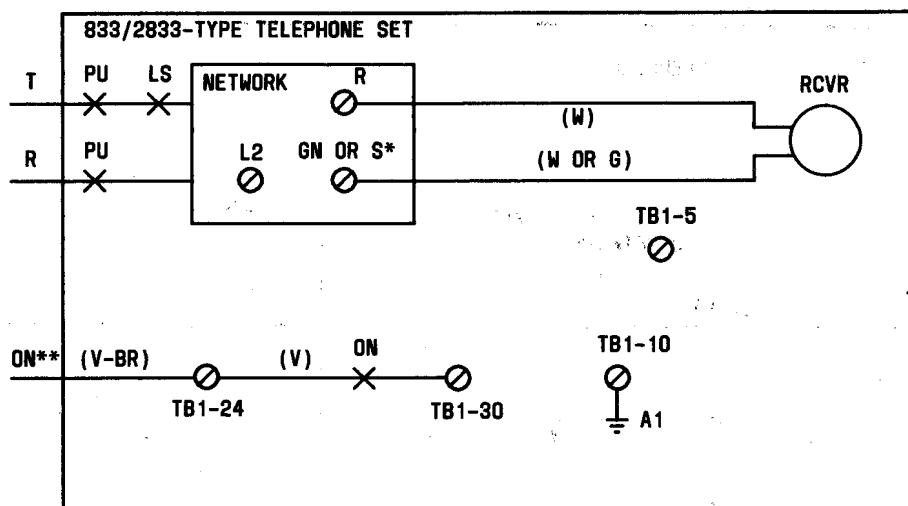 833/2833-TYPE TELEPHONE SET
T PU LS NETWORK R RCVR
(W)
R PU L2 GN OR S* (W OR G)
TB1-5
ON** (V-BR) (V) ON TB1-10
TB1-24 TB1-30 A1